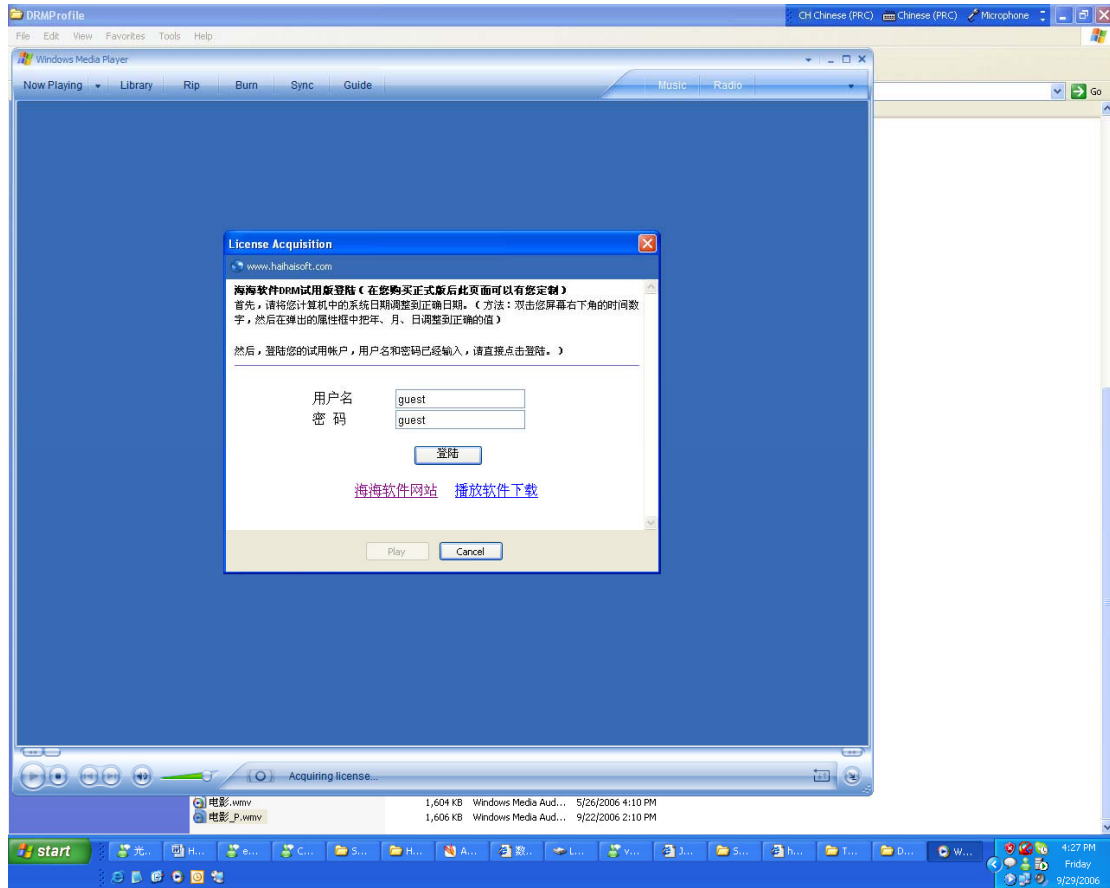 DRMProfile
CH Chinese (PRC) Chinese (PRC) Microphone
File Edit View Favorites Tools Help
Windows Media Player
Now Playing Library Rip Burn Sync Guide Music Radio
Go
License Acquisition
www.haihaisoft.com
海海软件DRM试用版登陆(在您购买正式版后此页面可以有您定制)
首先,请将您计算机中的系统日期调整到正确日期。(方法:双击您屏幕右下角的时间数
字,然后在弹出的属性框中把年、月、日调整到正确的值)
然后,登陆您的试用帐户,用户名和密码已经输入,请直接点击登陆。)
用户名 guest
密 码 guest
登陆
海海软件网站 播放软件下载
Play Cancel
Acquiring license...
电影.wmv 1,604 KB Windows Media Aud... 5/26/2006 4:10 PM
电影_P.wmv 1,606 KB Windows Media Aud... 9/22/2006 2:10 PM
start 光.. H... e... C... S... H... A... 数.. L... v... J... S... h... T... D... W... 4:27 PM
Friday
9/29/2006